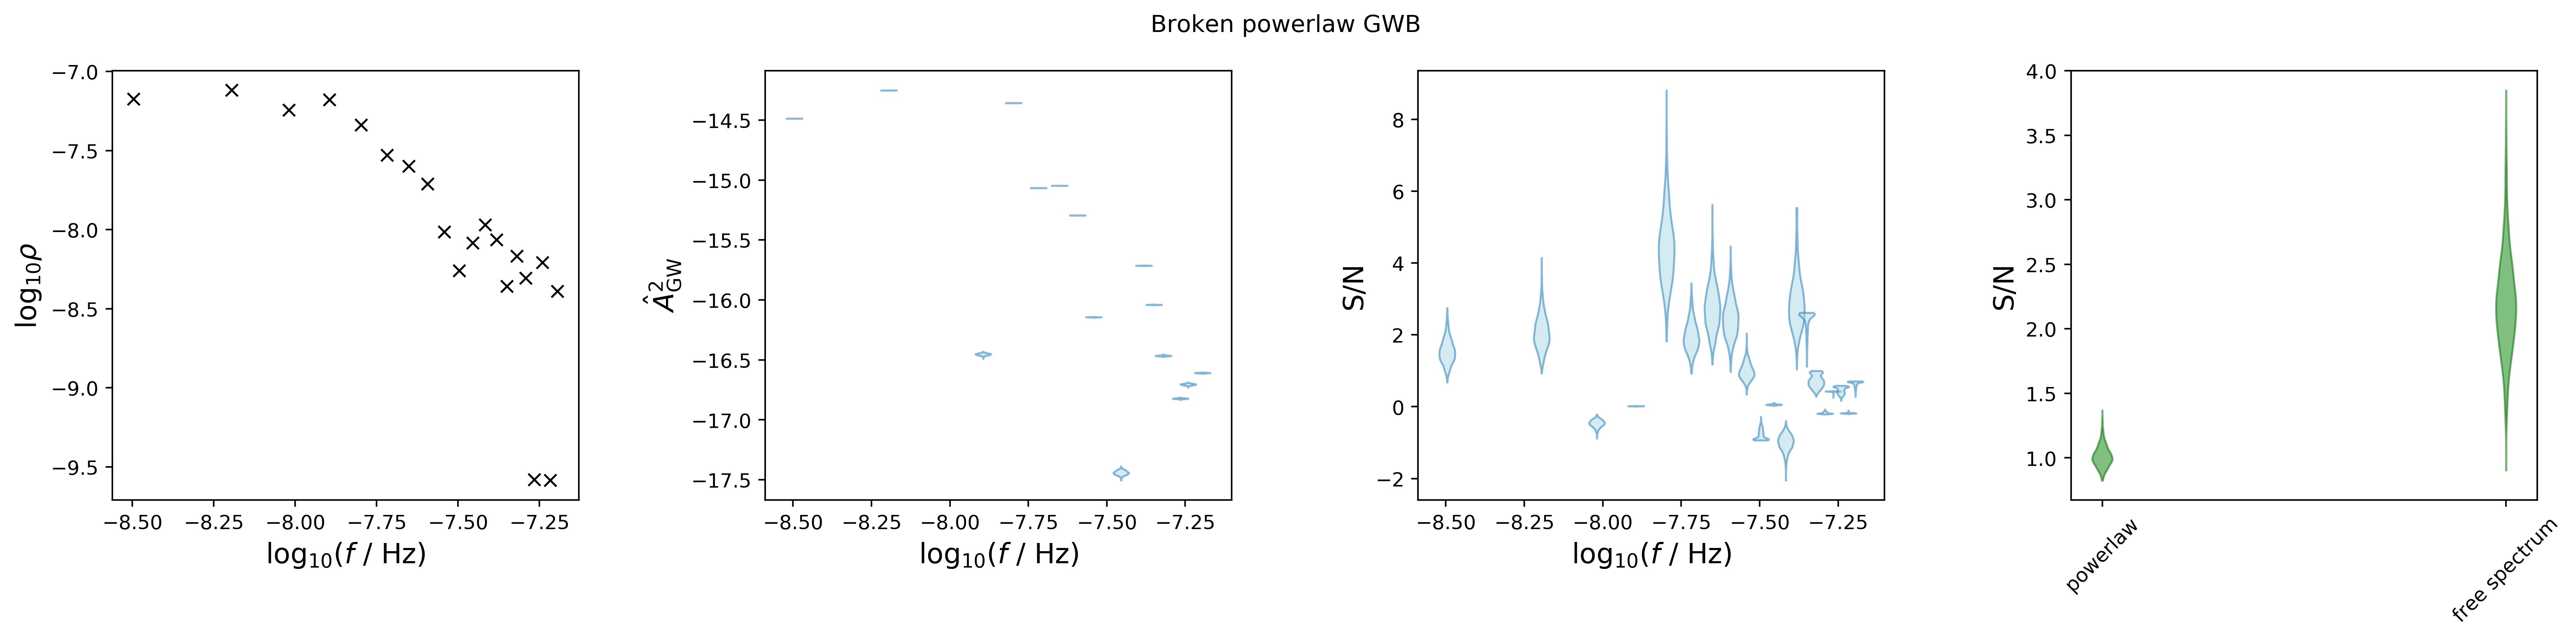 Broken powerlaw GWB
−7.0
−7.5
−8.0
−8.5
−9.0
−9.5
log₁₀ρ
−8.50 −8.25 −8.00 −7.75 −7.50 −7.25
log₁₀(f / Hz)
−14.5
−15.0
−15.5
−16.0
−16.5
−17.0
−17.5
Â²GW
−8.50 −8.25 −8.00 −7.75 −7.50 −7.25
log₁₀(f / Hz)
8
6
4
2
0
−2
S/N
−8.50 −8.25 −8.00 −7.75 −7.50 −7.25
log₁₀(f / Hz)
4.0
3.5
3.0
2.5
2.0
1.5
1.0
S/N
powerlaw
free spectrum